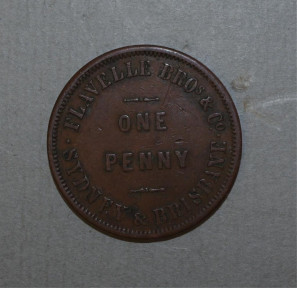 FLAVELLE BROS & CO
ONE
PENNY
SYDNEY & BRISBANE